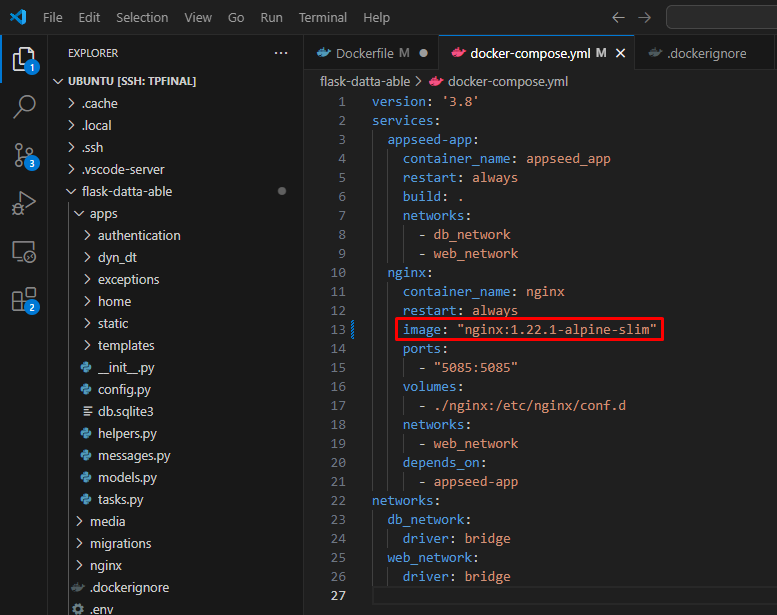 File Edit Selection View Go Run Terminal Help
EXPLORER
UBUNTU [SSH: TPFINAL]
.cache
.local
.ssh
.vscode-server
flask-datta-able
apps
authentication
dyn_dt
exceptions
home
static
templates
__init__.py
config.py
db.sqlite3
helpers.py
messages.py
models.py
tasks.py
media
migrations
nginx
.dockerignore
.env
1
3
2
Dockerfile M
docker-compose.yml M
.dockerignore
flask-datta-able > docker-compose.yml
1 version: '3.8'
2 services:
3 appseed-app:
4 container_name: appseed_app
5 restart: always
6 build: .
7 networks:
8 - db_network
9 - web_network
10 nginx:
11 container_name: nginx
12 restart: always
13 image: "nginx:1.22.1-alpine-slim"
14 ports:
15 - "5085:5085"
16 volumes:
17 - ./nginx:/etc/nginx/conf.d
18 networks:
19 - web_network
20 depends_on:
21 - appseed-app
22 networks:
23 db_network:
24 driver: bridge
25 web_network:
26 driver: bridge
27